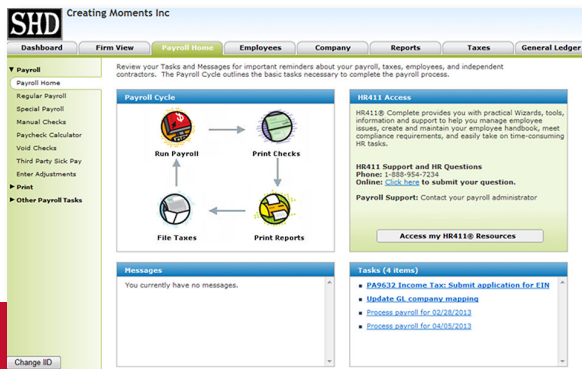 SHD
Creating Moments Inc
Dashboard
Firm View
Payroll Home
Employees
Company
Reports
Taxes
General Ledger
Payroll
Payroll Home
Regular Payroll
Special Payroll
Manual Checks
Paycheck Calculator
Void Checks
Third Party Sick Pay
Enter Adjustments
Print
Other Payroll Tasks
Change IID
Review your Tasks and Messages for important reminders about your payroll, taxes, employees, and independent
contractors. The Payroll Cycle outlines the basic tasks necessary to complete the payroll process.
Payroll Cycle
Run Payroll
Print Checks
File Taxes
Print Reports
HR411 Access
HR411® Complete provides you with practical Wizards, tools,
information and support to help you manage employee
issues, create and maintain your employee handbook, meet
compliance requirements, and easily take on time-consuming
HR tasks.
HR411 Support and HR Questions
Phone: 1-888-954-7234
Online: Click here to submit your question.
Payroll Support: Contact your payroll administrator
Access my HR411® Resources
Messages
You currently have no messages.
Tasks (4 items)
PA9632 Income Tax: Submit application for EIN
Update GL company mapping
Process payroll for 02/28/2013
Process payroll for 04/05/2013